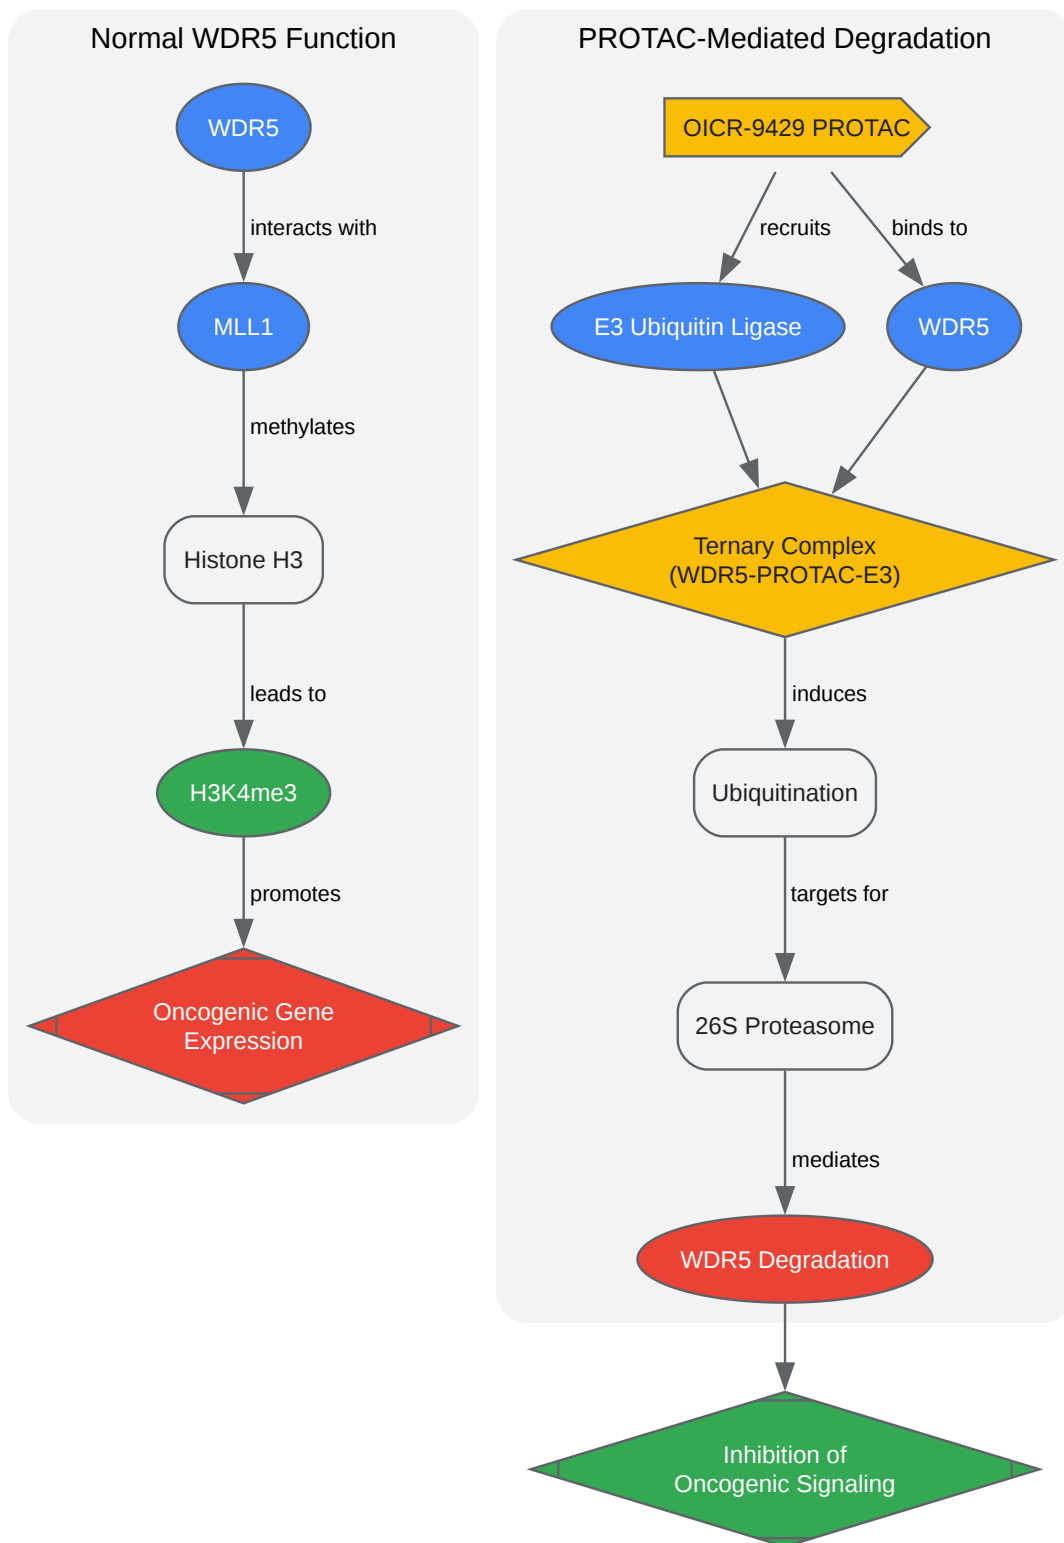 Normal WDR5 Function
WDR5
interacts with
MLL1
methylates
Histone H3
leads to
H3K4me3
promotes
Oncogenic Gene
Expression
PROTAC-Mediated Degradation
OICR-9429 PROTAC
recruits
binds to
E3 Ubiquitin Ligase
WDR5
Ternary Complex
(WDR5-PROTAC-E3)
induces
Ubiquitination
targets for
26S Proteasome
mediates
WDR5 Degradation
Inhibition of
Oncogenic Signaling